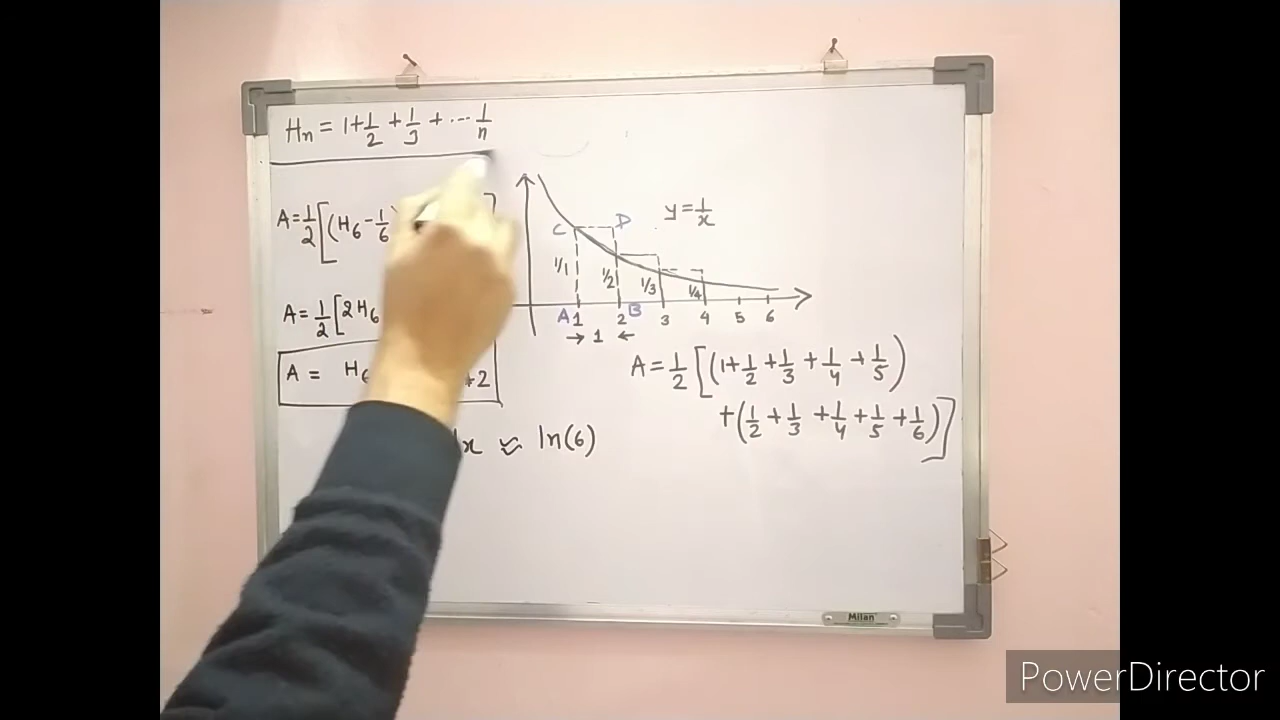 Hn = 1+1/2+1/3+...1/n
A=1/2[(H6-1/6)
A=1/2[2H6
A = H6
+2
dx ≈ ln(6)
y=1/x
C
D
1/1
1/2
1/3
1/4
A 1 2 B 3 4 5 6
→ 1 ←
A=1/2[(1+1/2+1/3+1/4+1/5)
+(1/2+1/3+1/4+1/5+1/6)]
Milan
PowerDirector